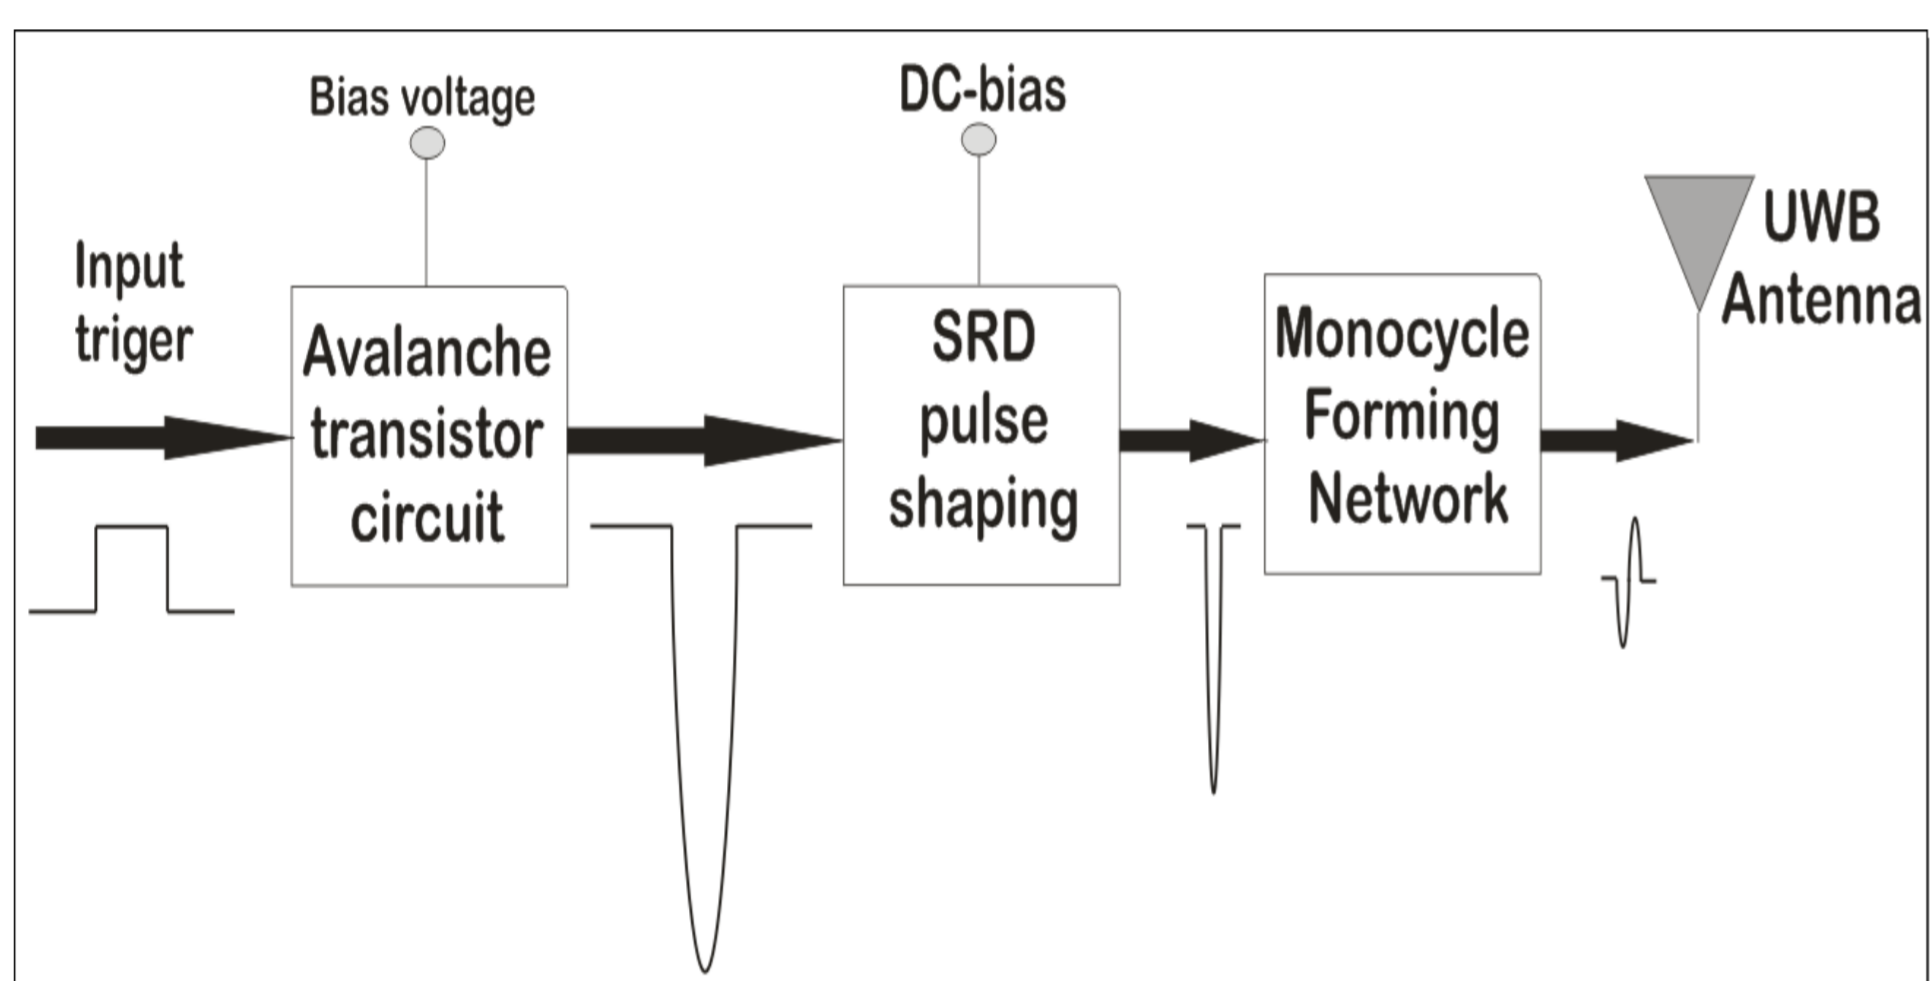 Bias voltage
DC-bias
Input
triger
Avalanche
transistor
circuit
SRD
pulse
shaping
Monocycle
Forming
Network
UWB
Antenna